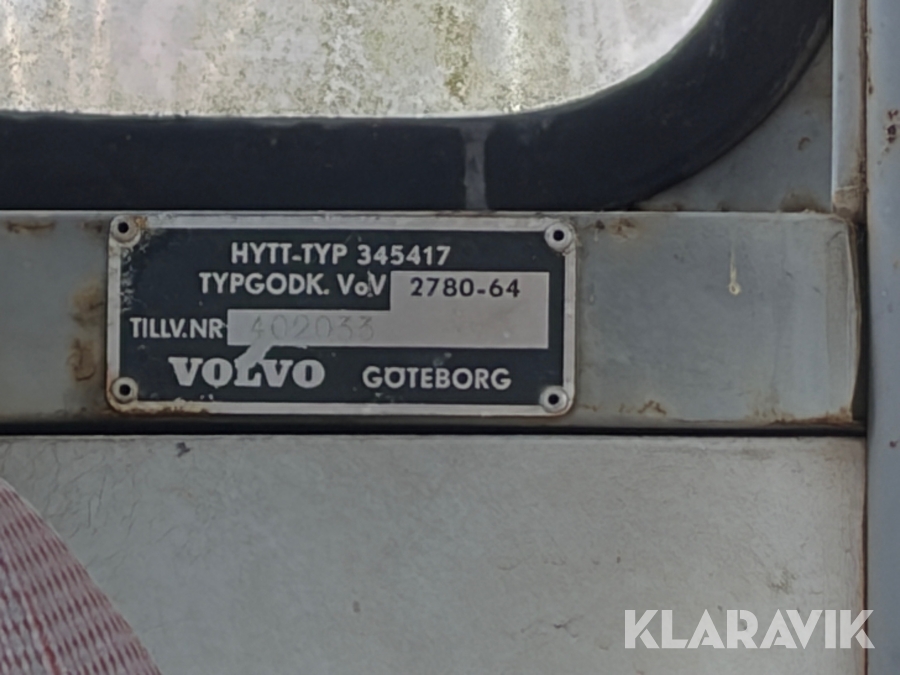 HYTT-TYP 345417
TYPGODK. VoV 2780-64
TILLV.NR 402033
VOLVO GÖTEBORG
KLARAVIK